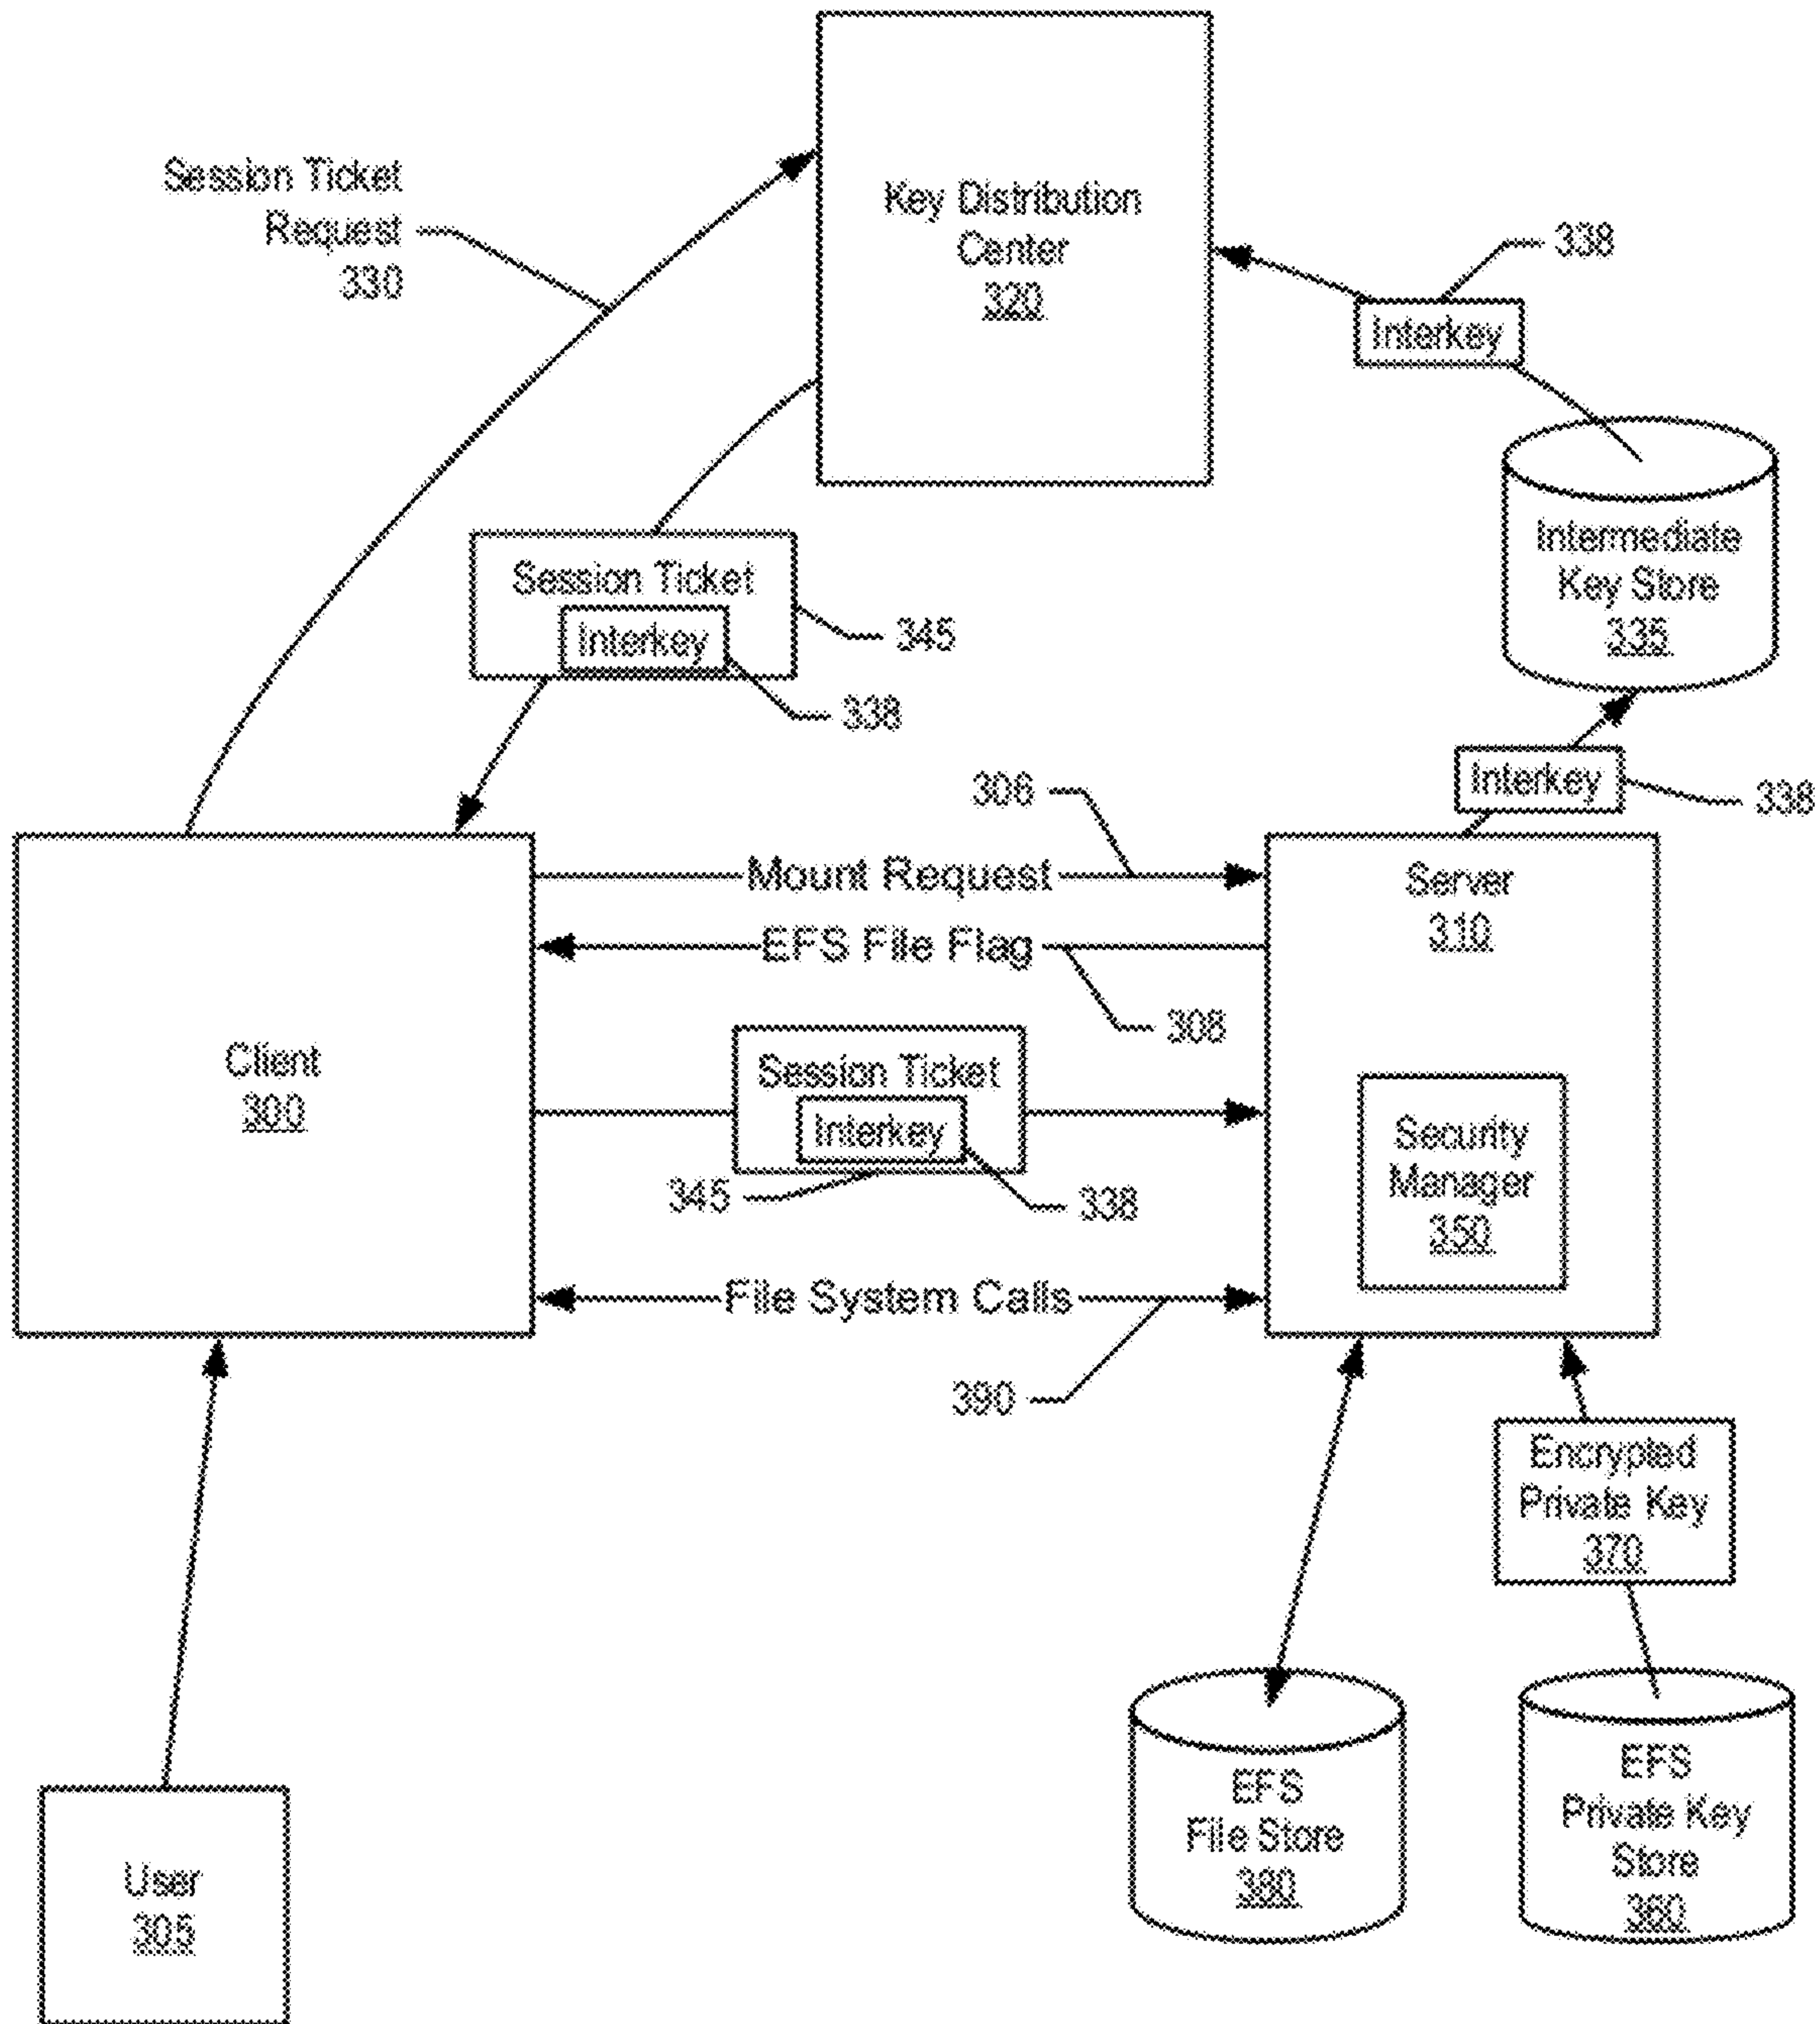 Session Ticket
Request
330
Key Distribution
Center
320
338
Interkey
Intermediate
Key Store
335
Session Ticket
Interkey
345
338
Interkey
338
306
Mount Request
EFS File Flag
308
Server
310
Client
300
Session Ticket
Interkey
345
338
Security
Manager
350
File System Calls
390
Encrypted
Private Key
370
EFS
File Store
380
EFS
Private Key
Store
360
User
305